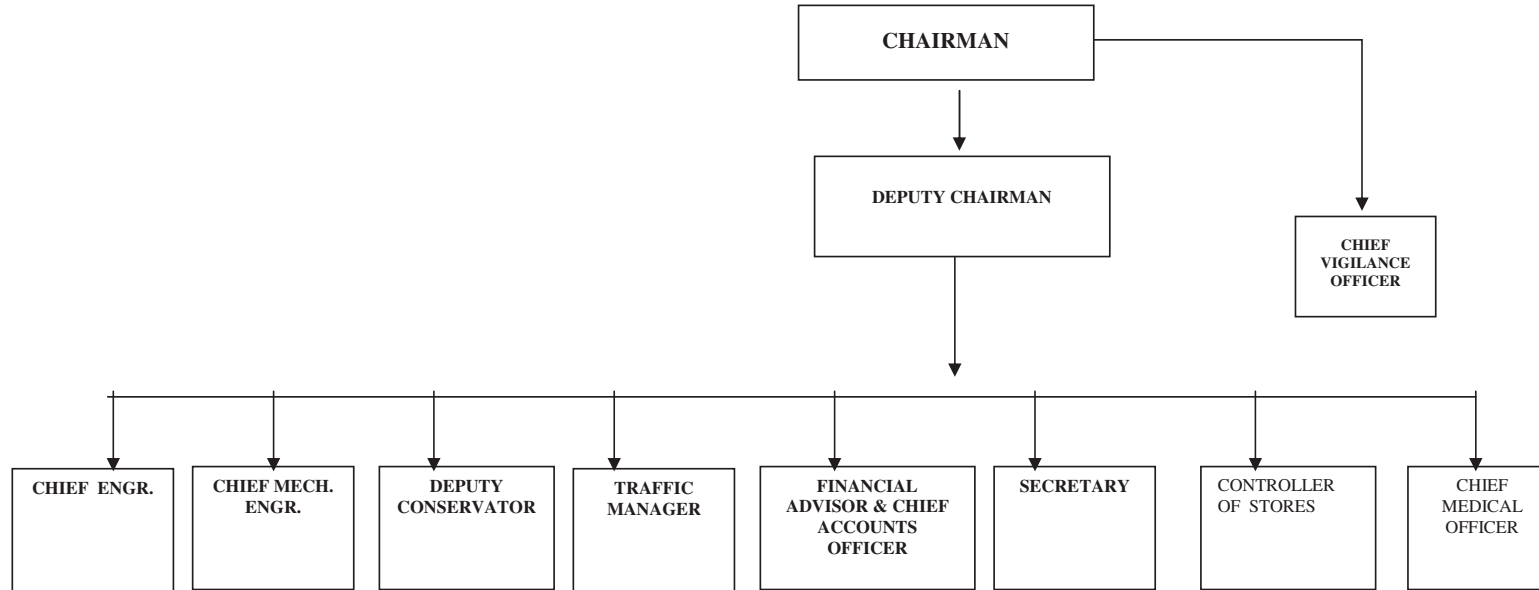 CHAIRMAN
DEPUTY CHAIRMAN
CHIEF
VIGILANCE
OFFICER
CHIEF ENGR.
CHIEF MECH.
ENGR.
DEPUTY
CONSERVATOR
TRAFFIC
MANAGER
FINANCIAL
ADVISOR & CHIEF
ACCOUNTS
OFFICER
SECRETARY
CONTROLLER
OF STORES
CHIEF
MEDICAL
OFFICER